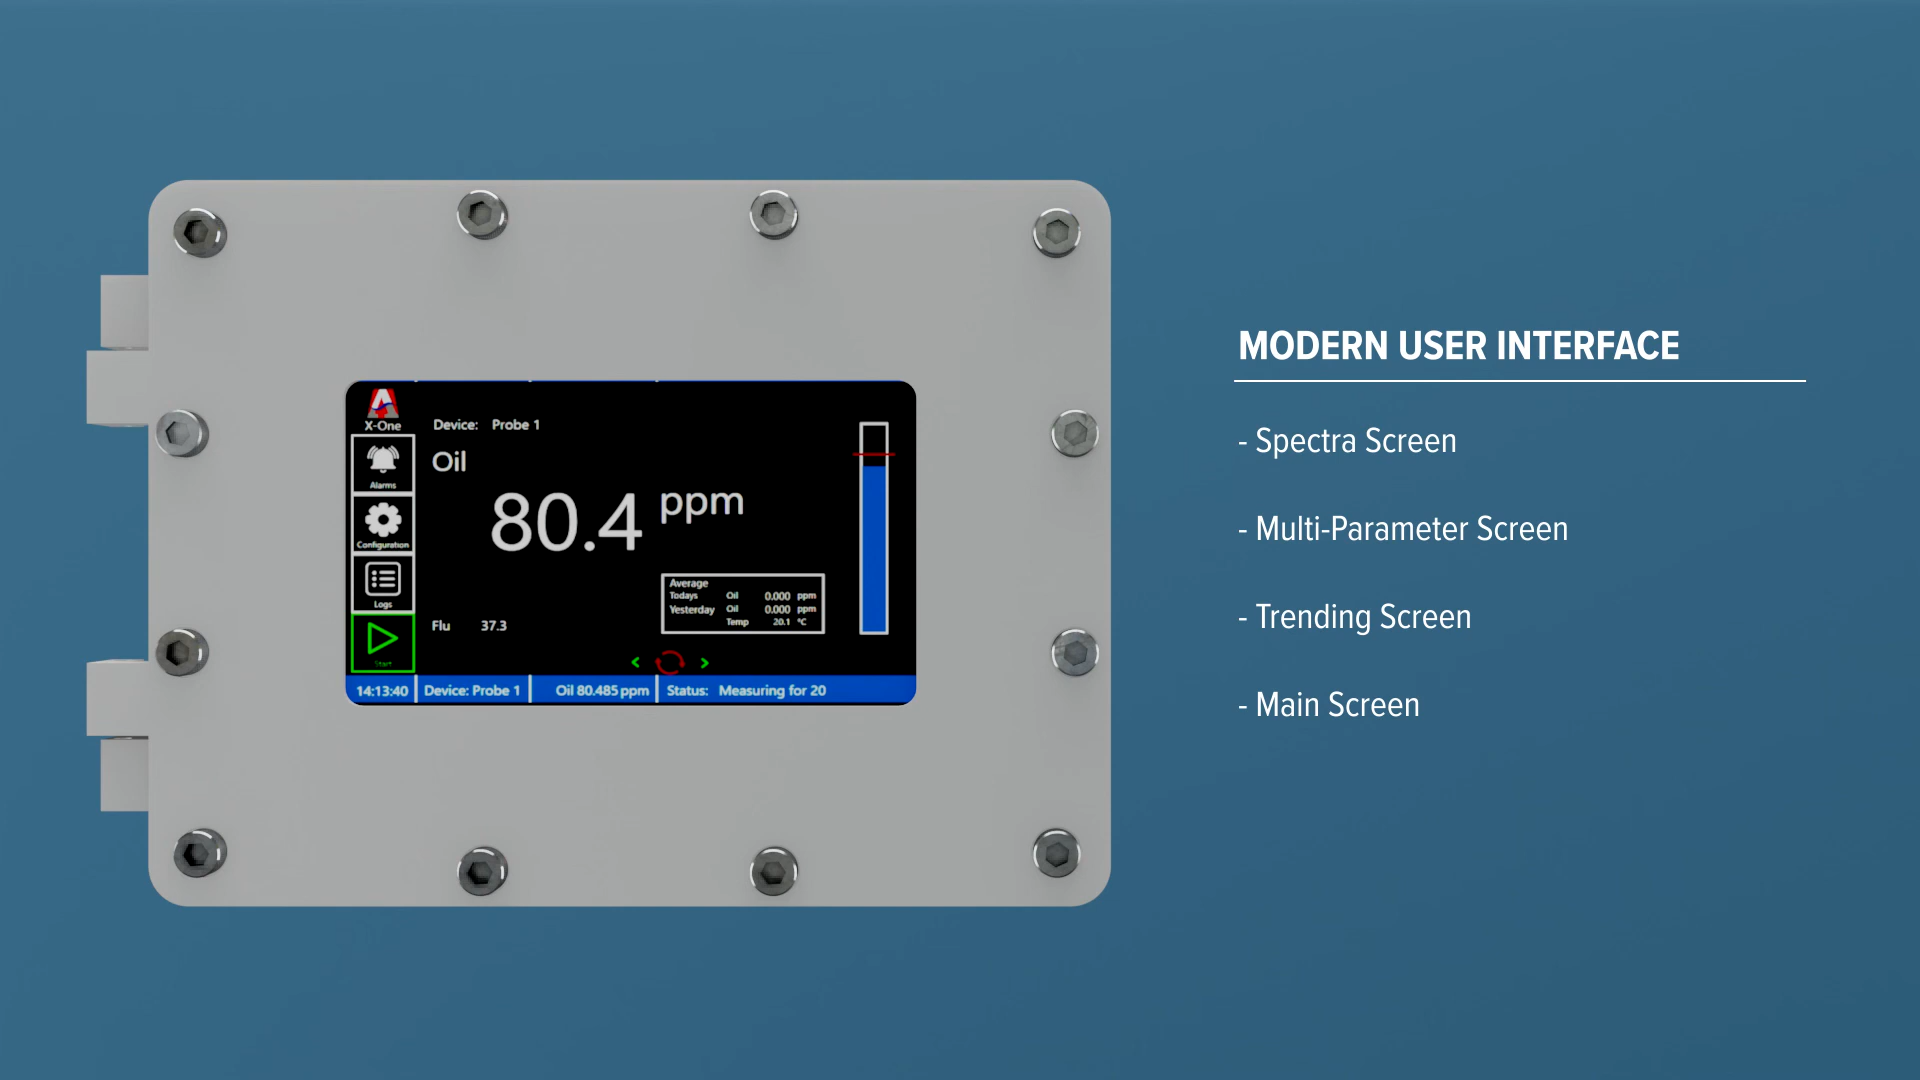 X-One
Alarms
Configuration
Logs
Start
Device: Probe 1
Oil
80.4 ppm
Average
Todays Oil 0.000 ppm
Yesterday Oil 0.000 ppm
Temp 20.1 °C
Flu 37.3
< >
14:13:40 Device: Probe 1 Oil 80.485 ppm Status: Measuring for 20
MODERN USER INTERFACE
- Spectra Screen
- Multi-Parameter Screen
- Trending Screen
- Main Screen